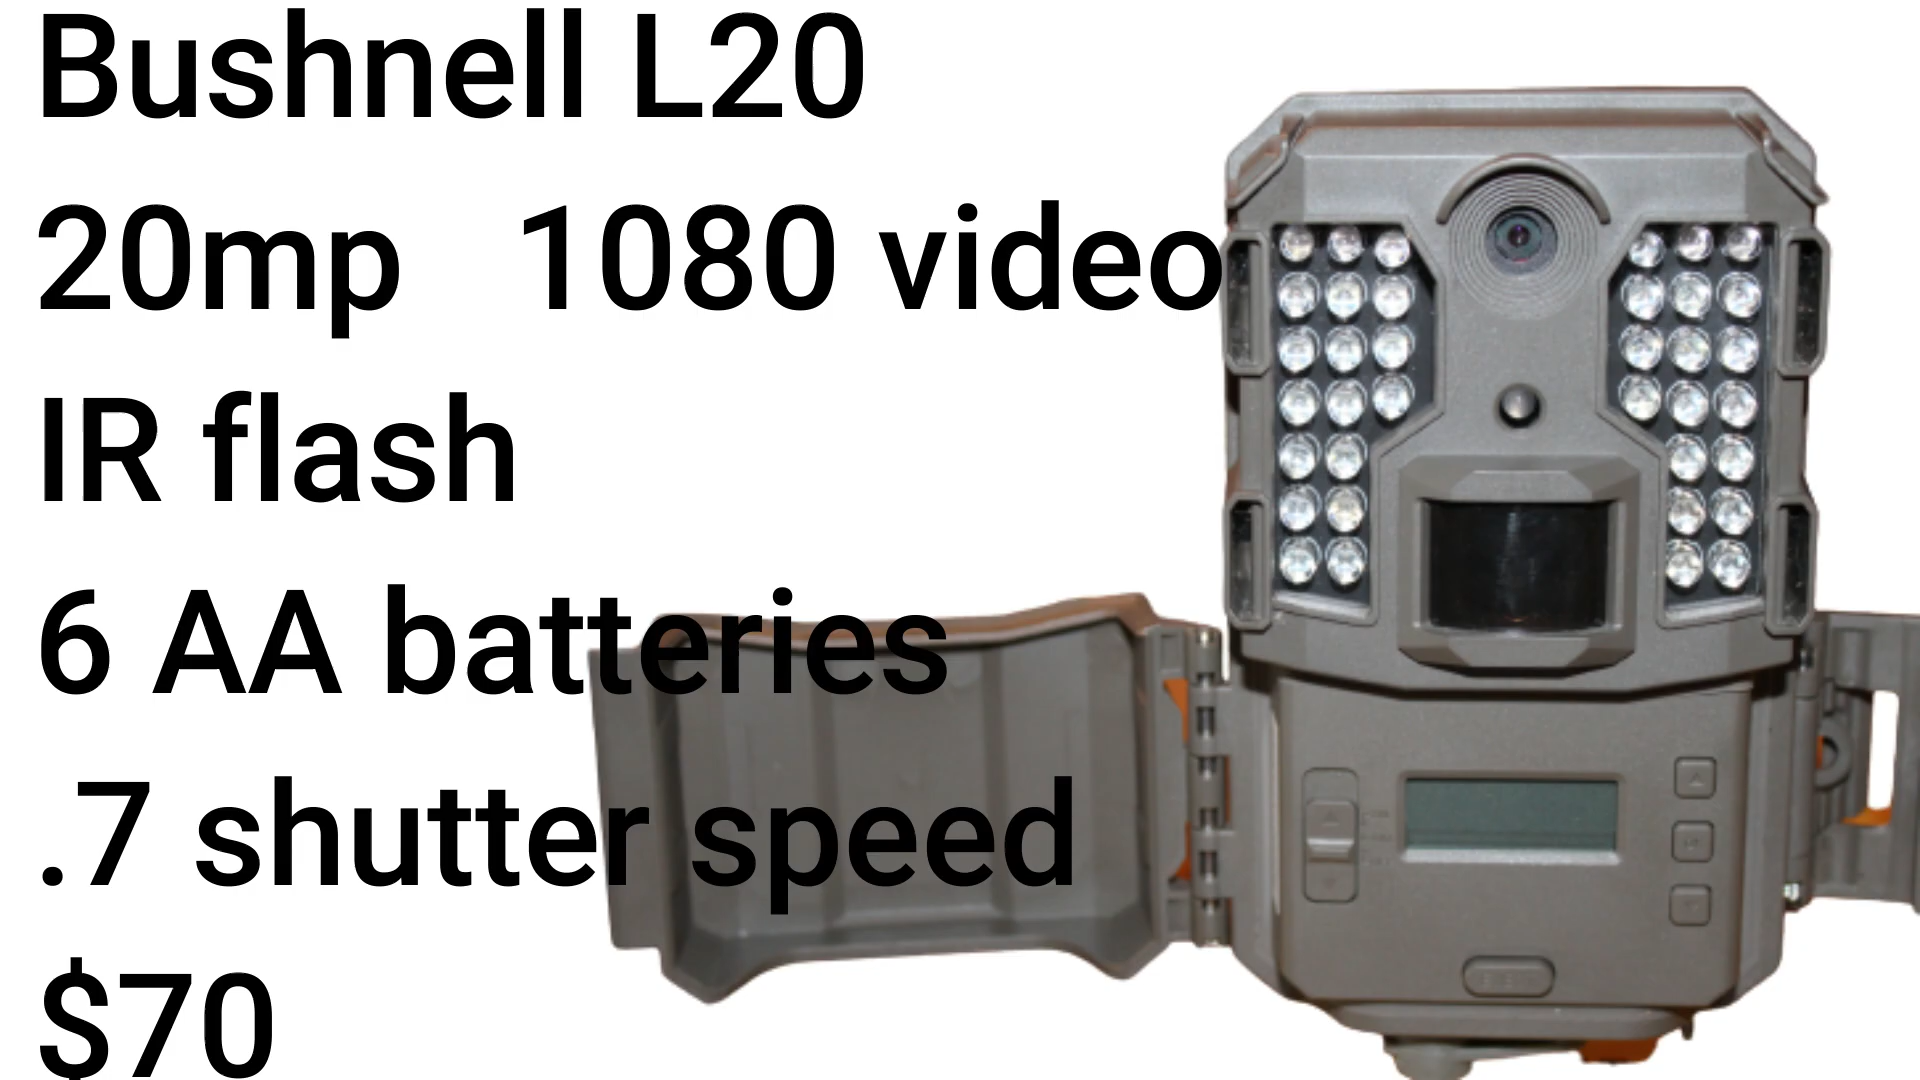 Bushnell L20
20mp 1080 video
IR flash
6 AA batteries
.7 shutter speed
$70